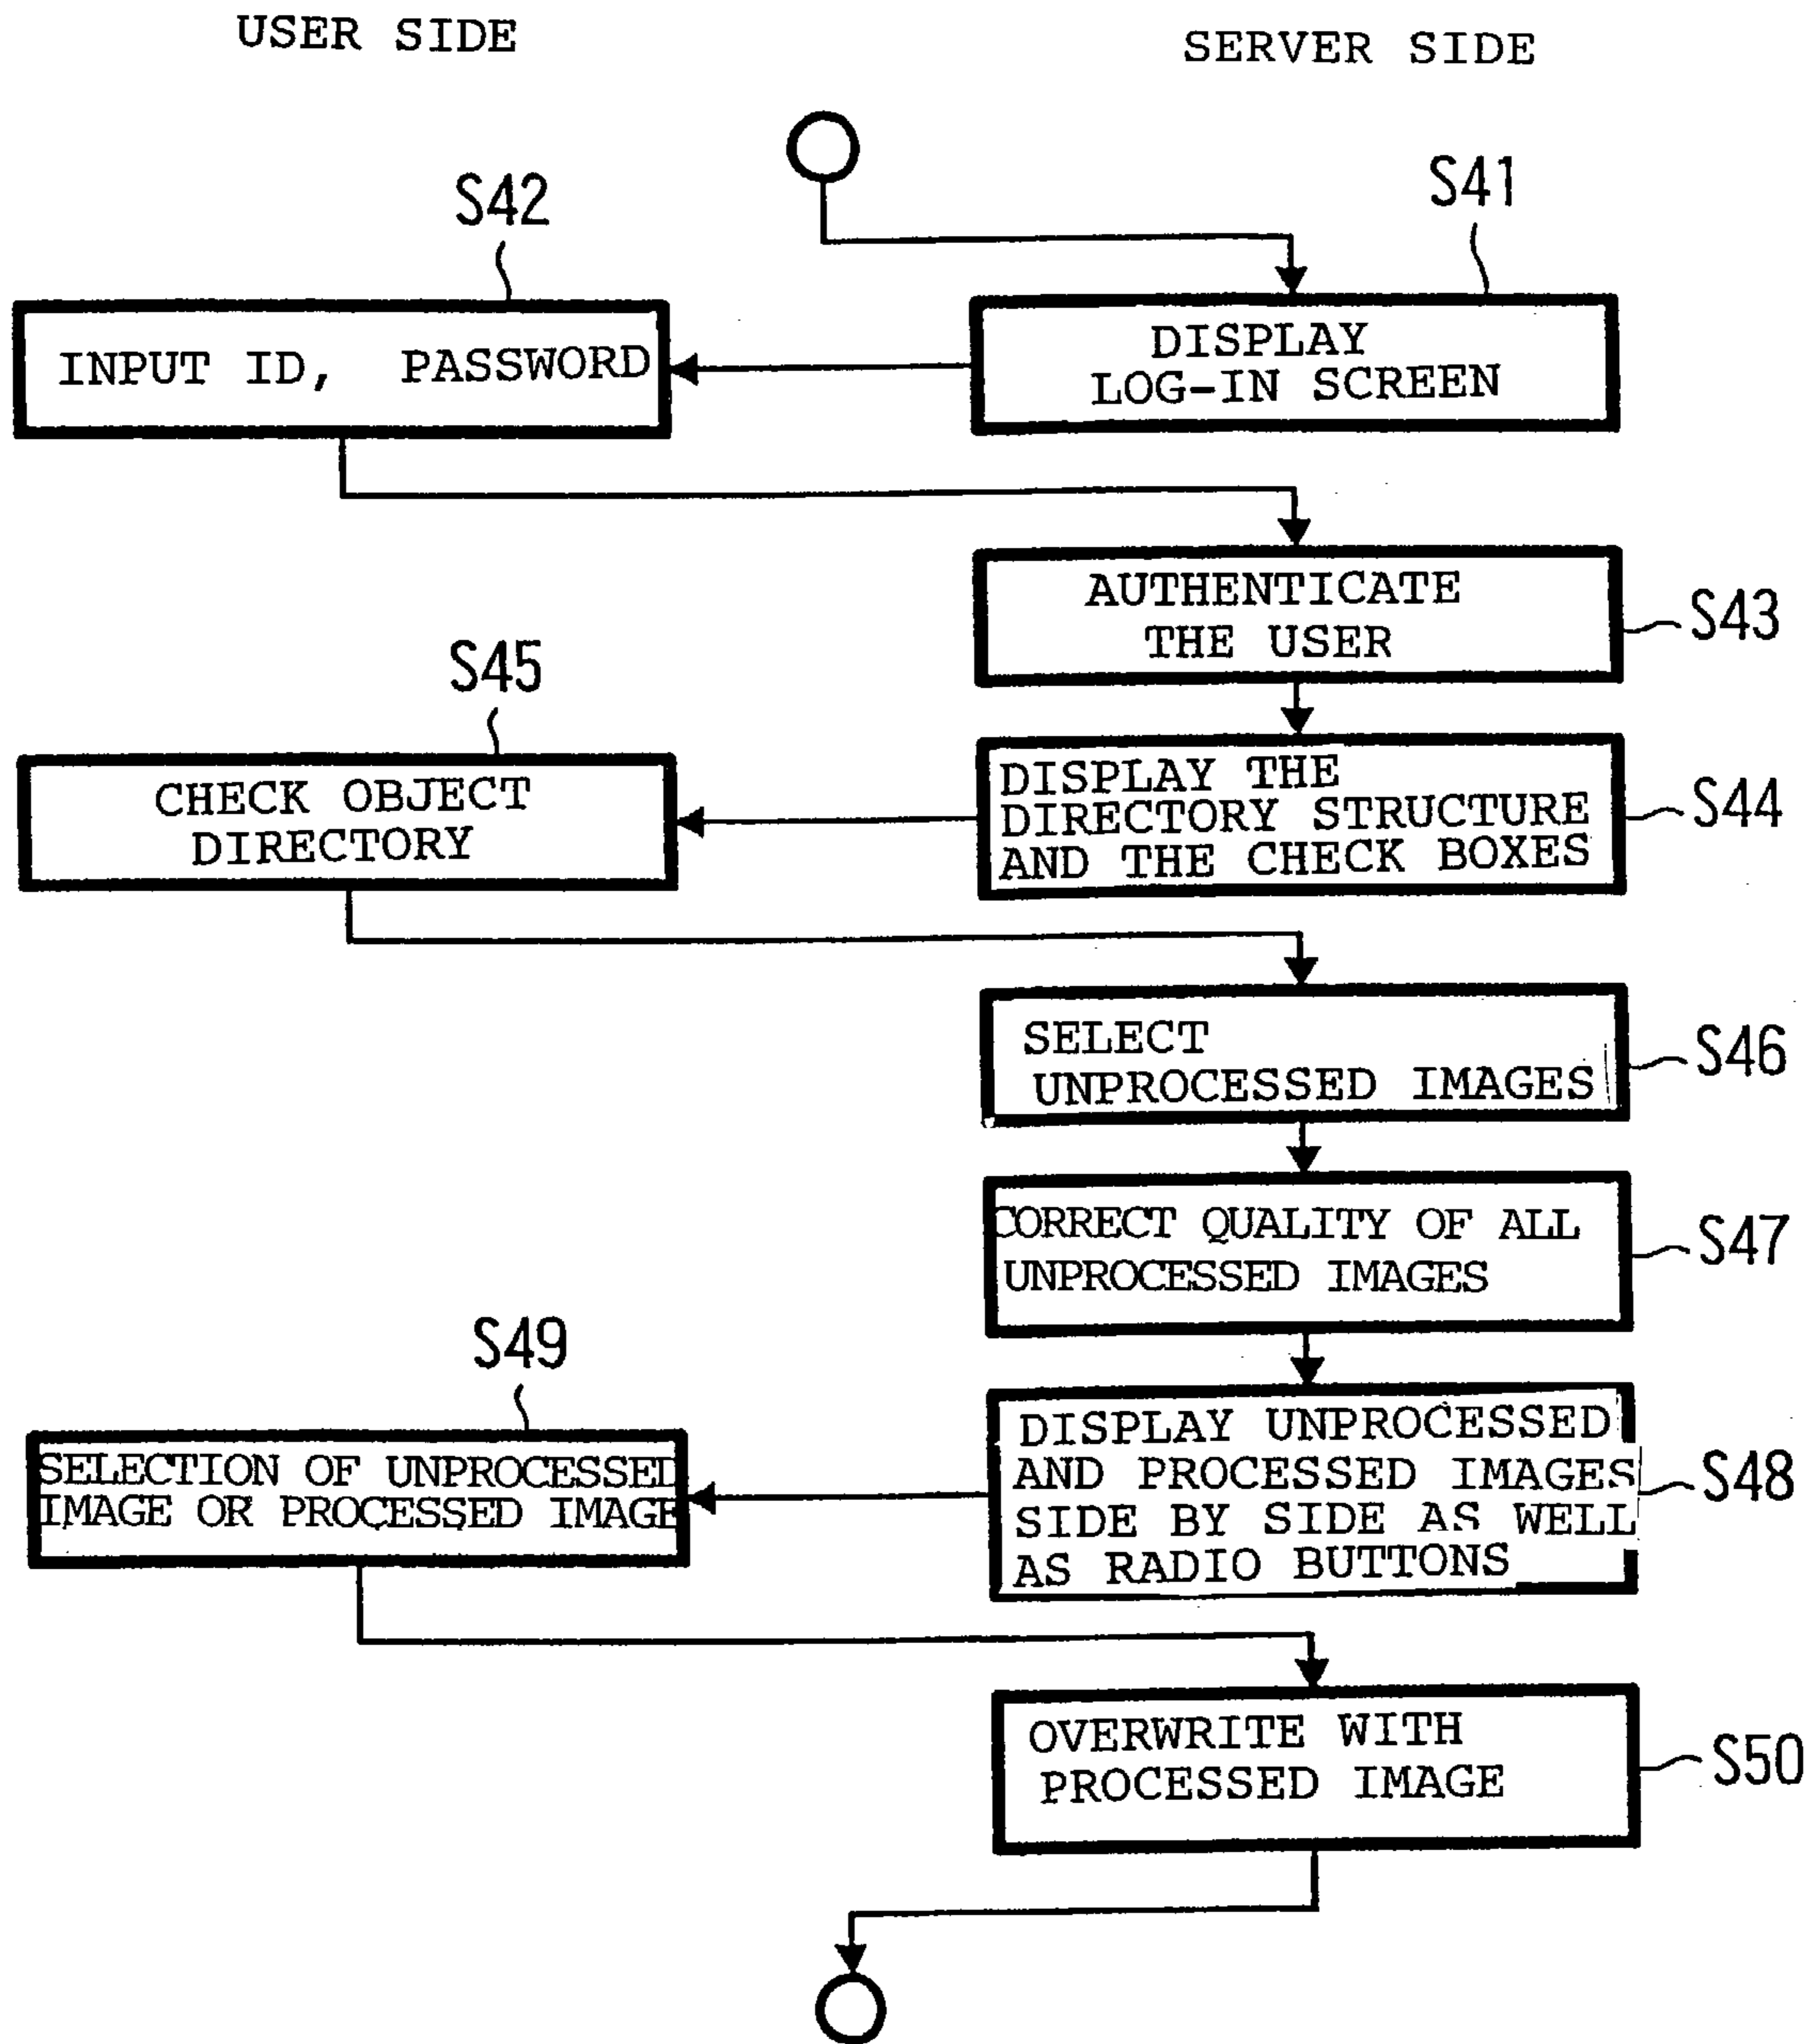 USER SIDE
SERVER SIDE
S41
S42
DISPLAY
LOG-IN SCREEN
INPUT ID, PASSWORD
AUTHENTICATE
THE USER
S43
S45
DISPLAY THE
DIRECTORY STRUCTURE
AND THE CHECK BOXES
S44
CHECK OBJECT
DIRECTORY
SELECT
UNPROCESSED IMAGES
S46
CORRECT QUALITY OF ALL
UNPROCESSED IMAGES
S47
S49
DISPLAY UNPROCESSED
AND PROCESSED IMAGES
SIDE BY SIDE AS WELL
AS RADIO BUTTONS
S48
SELECTION OF UNPROCESSED
IMAGE OR PROCESSED IMAGE
OVERWRITE WITH
PROCESSED IMAGE
S50